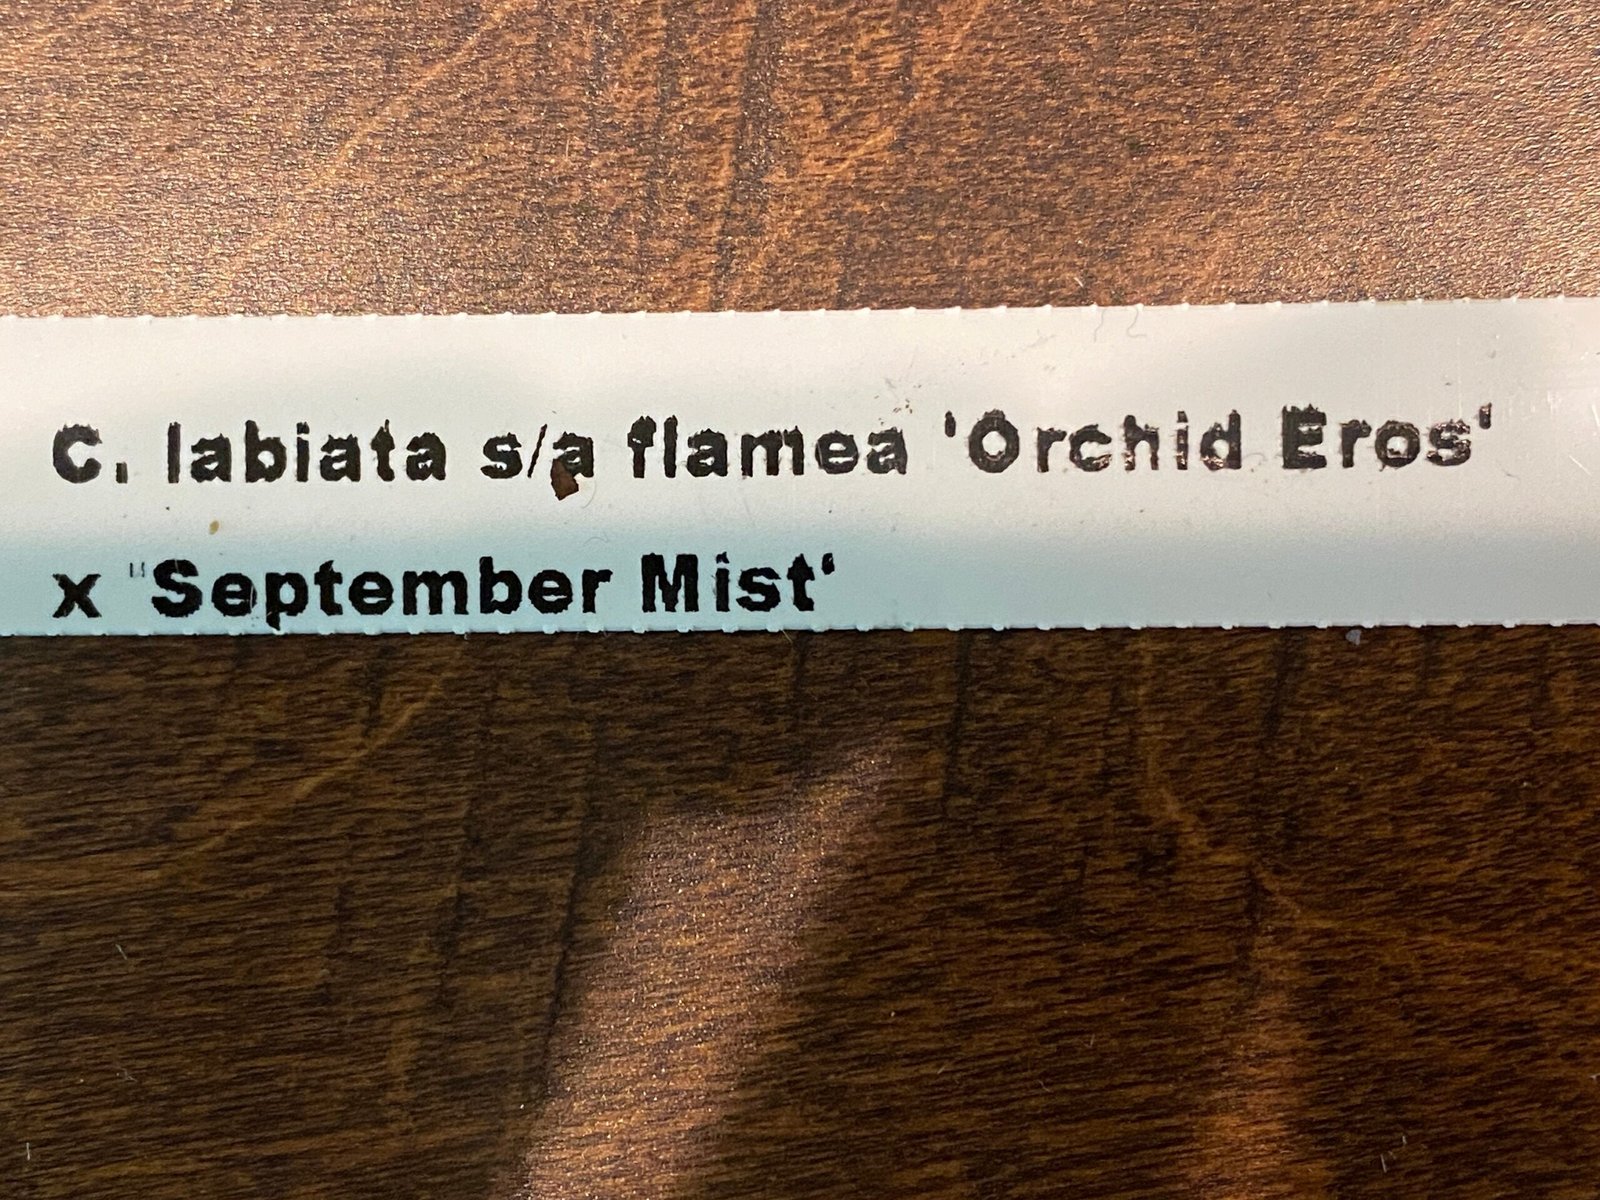 C. labiata s/a flamea 'Orchid Eros'
x "September Mist'